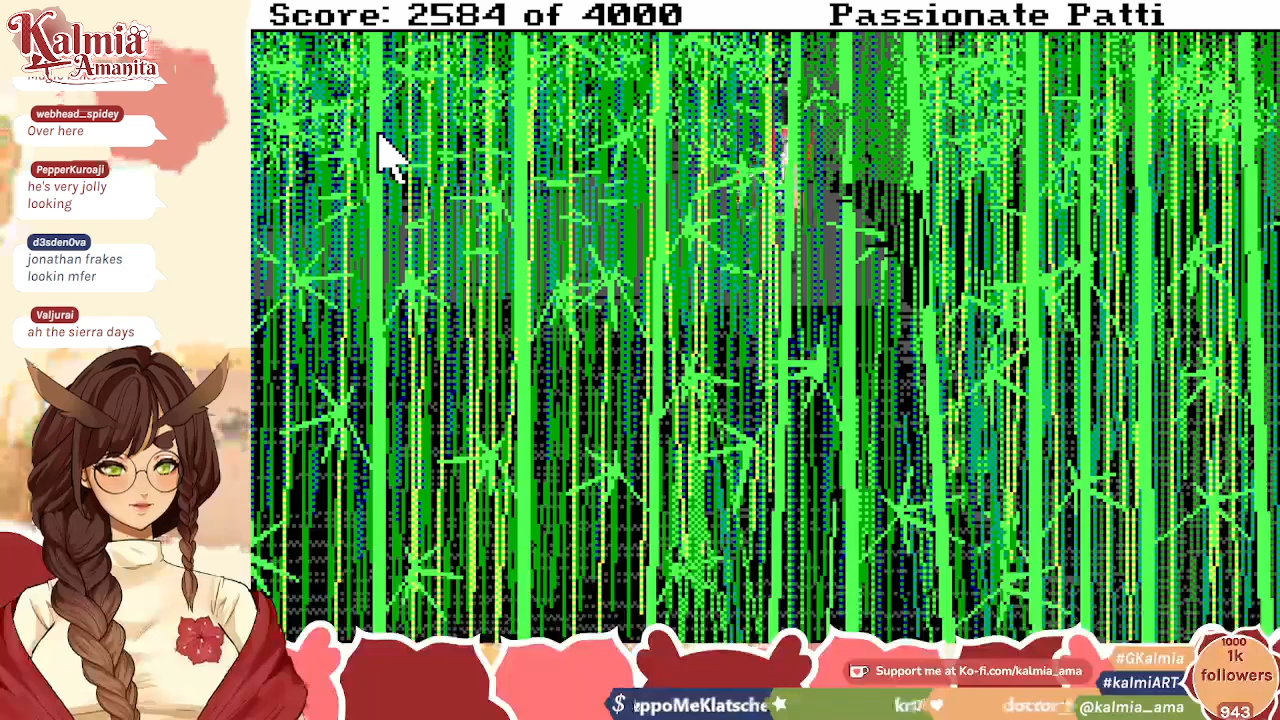 Score: 2584 of 4000 Passionate Patti
Kalmia
Amanita
webhead_spidey
Over here
PepperKuroaji
he's very jolly
looking
d3sden0va
jonathan frakes
lookin mfer
Valjurai
ah the sierra days
Support me at Ko-fi.com/kalmia_ama
#GKalmia
#kalmiART
@kalmia_ama
1000
1k
followers
943
$ eppoMeKlatsche